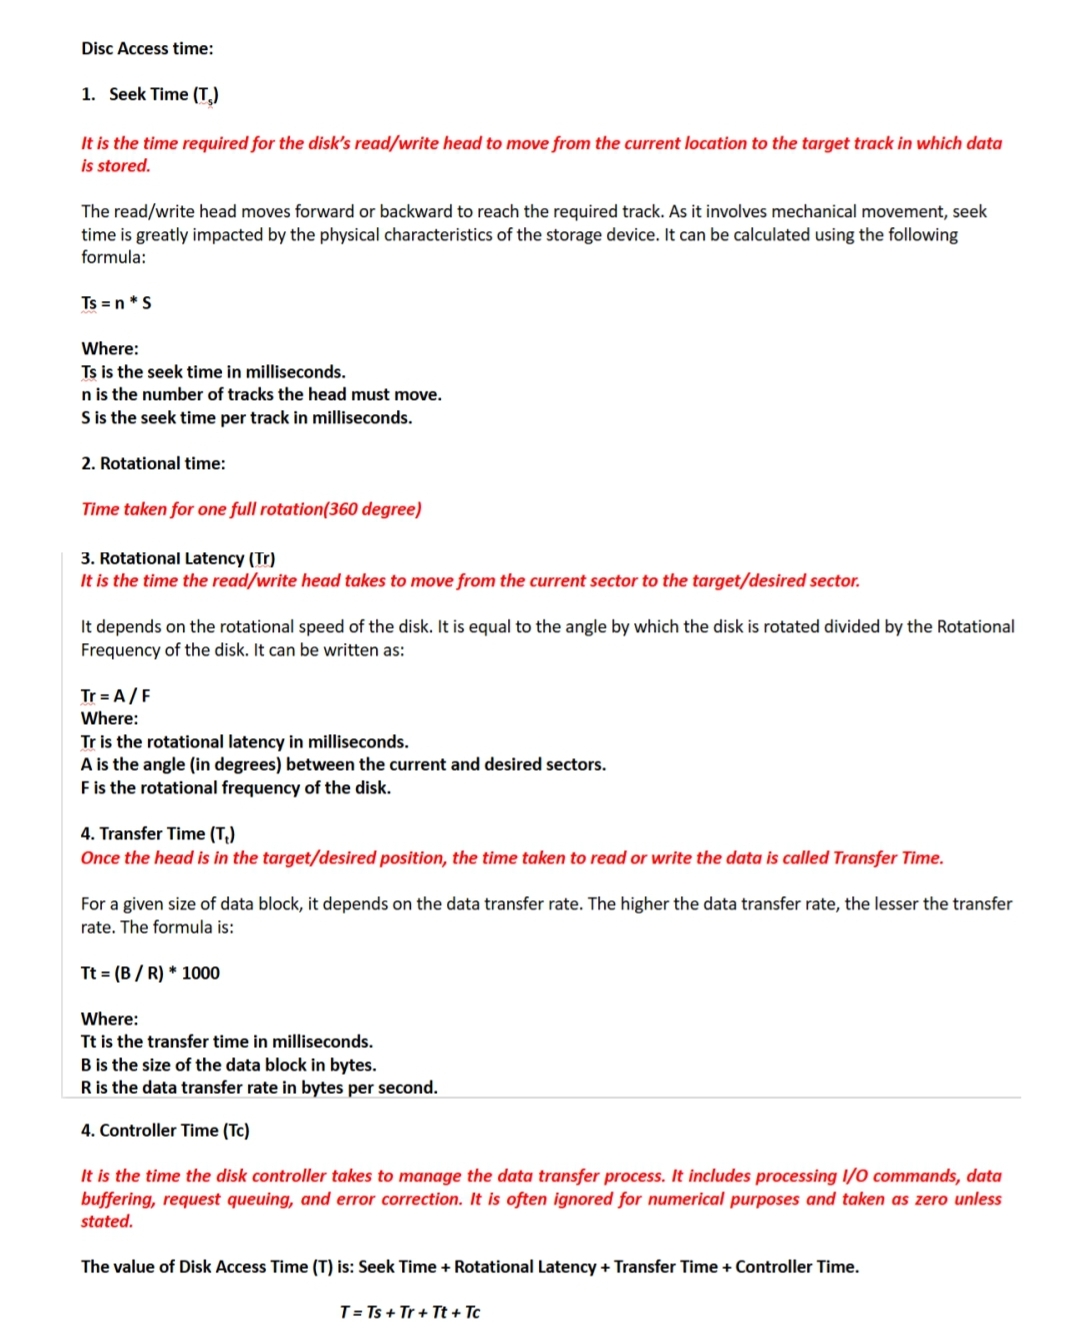 Disc Access time:
1. Seek Time (Ts)
It is the time required for the disk's read/write head to move from the current location to the target track in which data
is stored.
The read/write head moves forward or backward to reach the required track. As it involves mechanical movement, seek
time is greatly impacted by the physical characteristics of the storage device. It can be calculated using the following
formula:
Ts = n * S
Where:
Ts is the seek time in milliseconds.
n is the number of tracks the head must move.
S is the seek time per track in milliseconds.
2. Rotational time:
Time taken for one full rotation(360 degree)
3. Rotational Latency (Tr)
It is the time the read/write head takes to move from the current sector to the target/desired sector.
It depends on the rotational speed of the disk. It is equal to the angle by which the disk is rotated divided by the Rotational
Frequency of the disk. It can be written as:
Tr = A / F
Where:
Tr is the rotational latency in milliseconds.
A is the angle (in degrees) between the current and desired sectors.
F is the rotational frequency of the disk.
4. Transfer Time (Tt)
Once the head is in the target/desired position, the time taken to read or write the data is called Transfer Time.
For a given size of data block, it depends on the data transfer rate. The higher the data transfer rate, the lesser the transfer
rate. The formula is:
Tt = (B / R) * 1000
Where:
Tt is the transfer time in milliseconds.
B is the size of the data block in bytes.
R is the data transfer rate in bytes per second.
4. Controller Time (Tc)
It is the time the disk controller takes to manage the data transfer process. It includes processing I/O commands, data
buffering, request queuing, and error correction. It is often ignored for numerical purposes and taken as zero unless
stated.
The value of Disk Access Time (T) is: Seek Time + Rotational Latency + Transfer Time + Controller Time.
T = Ts + Tr + Tt + Tc